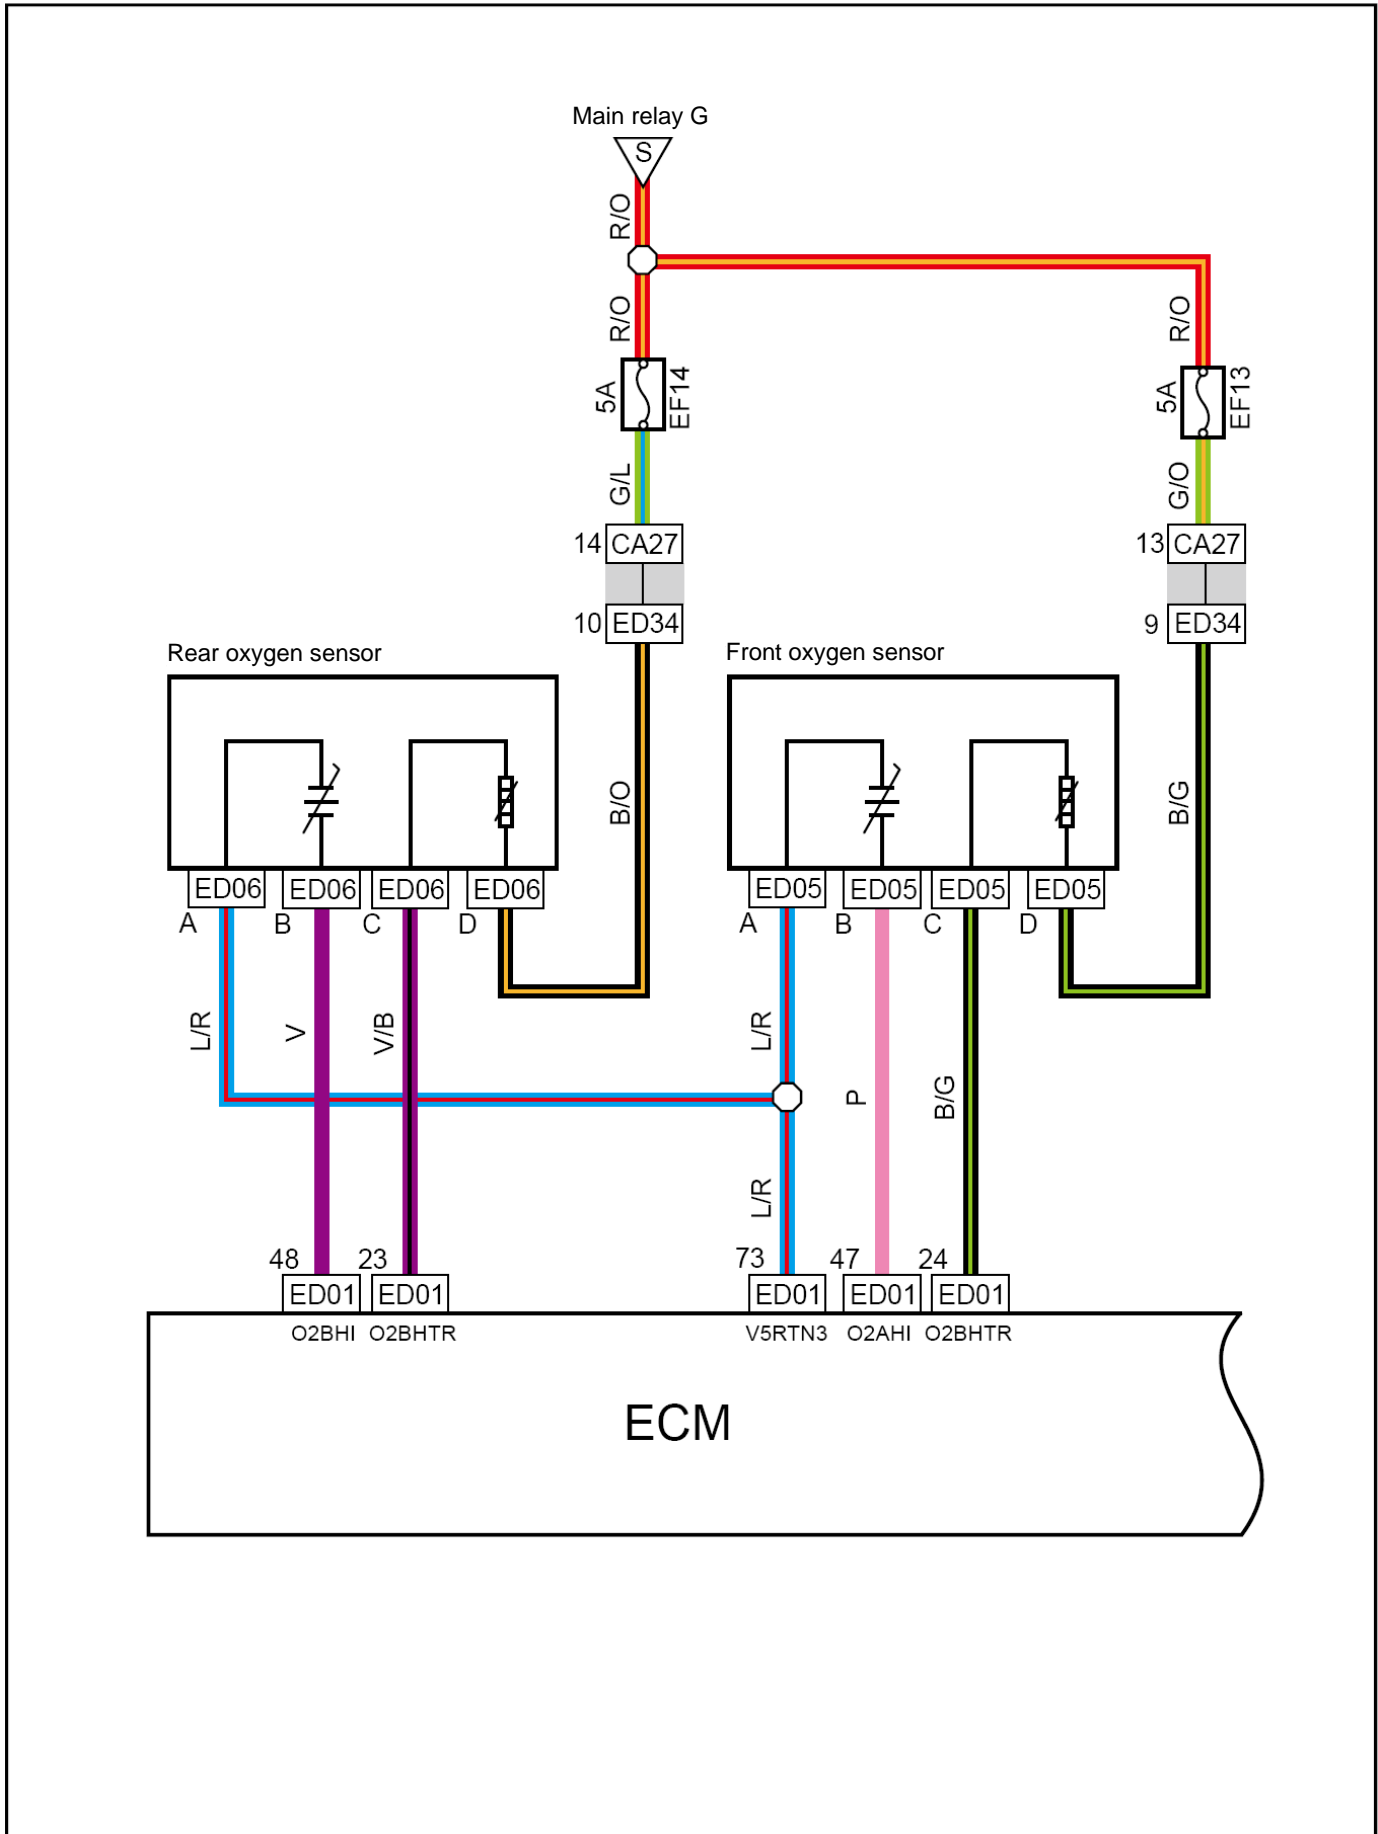 Main relay G
S
R/O
R/O
R/O
5A
EF14
5A
EF13
G/L
G/O
14 CA27
13 CA27
10 ED34
9 ED34
Rear oxygen sensor
Front oxygen sensor
B/O
B/G
ED06 ED06 ED06 ED06
ED05 ED05 ED05 ED05
A B C D
A B C D
L/R
V
V/B
L/R
P
B/G
L/R
48 23 73 47 24
ED01 ED01 ED01 ED01 ED01
O2BHI O2BHTR V5RTN3 O2AHI O2BHTR
ECM